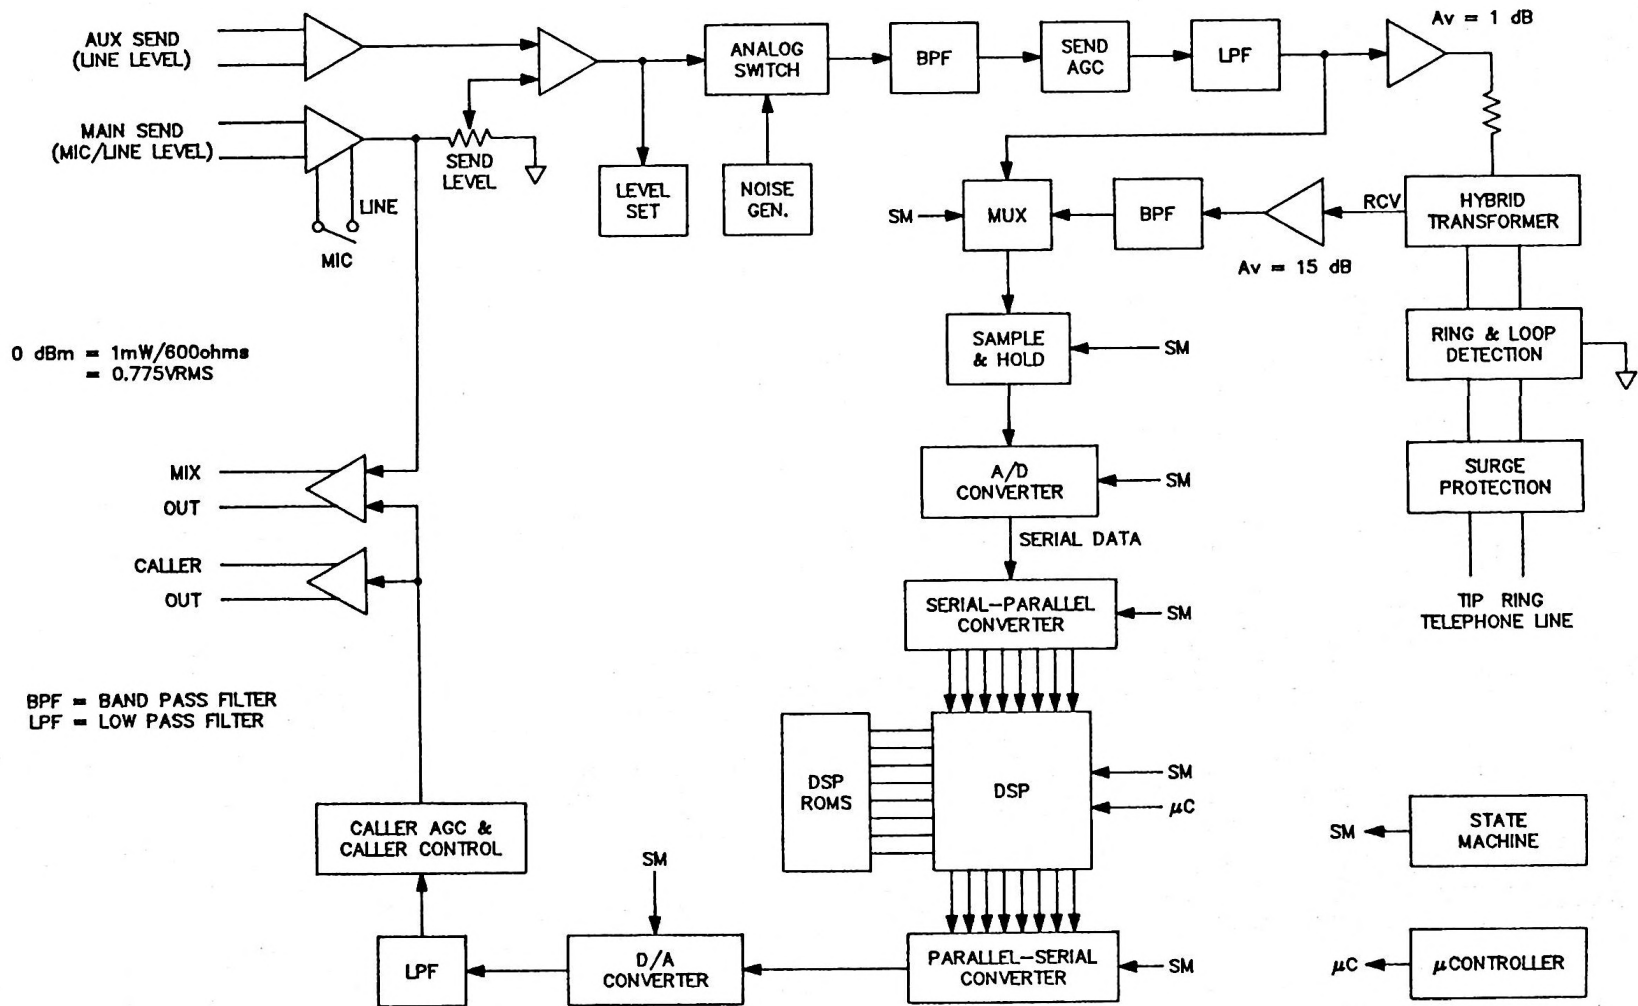 Av = 1 dB
AUX SEND
(LINE LEVEL)
ANALOG
SWITCH
BPF
SEND
AGC
LPF
MAIN SEND
(MIC/LINE LEVEL)
SEND
LEVEL
LINE
MIC
LEVEL
SET
NOISE
GEN.
SM
MUX
BPF
RCV
HYBRID
TRANSFORMER
Av = 15 dB
SAMPLE
& HOLD
SM
RING & LOOP
DETECTION
0 dBm = 1mW/600ohms
= 0.775VRMS
MIX
OUT
A/D
CONVERTER
SM
SURGE
PROTECTION
SERIAL DATA
CALLER
OUT
SERIAL-PARALLEL
CONVERTER
SM
TIP RING
TELEPHONE LINE
BPF = BAND PASS FILTER
LPF = LOW PASS FILTER
DSP
ROMS
DSP
SM
μC
CALLER AGC &
CALLER CONTROL
SM
SM
STATE
MACHINE
LPF
D/A
CONVERTER
PARALLEL-SERIAL
CONVERTER
SM
μC
μCONTROLLER